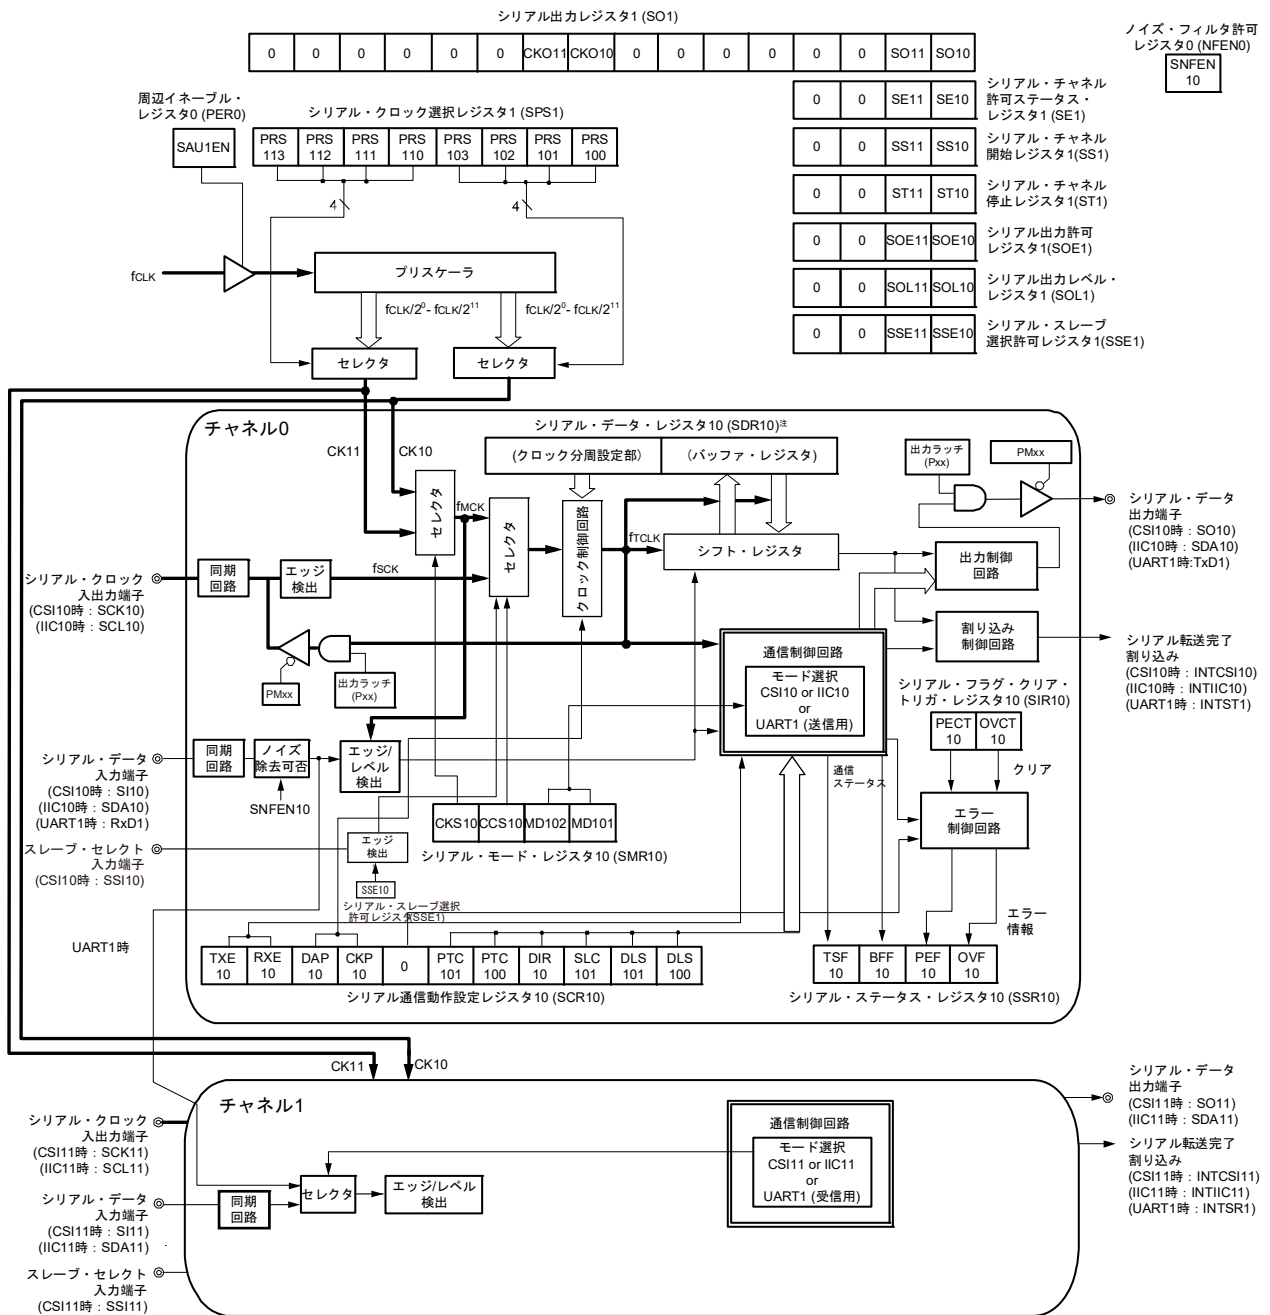 シリアル出力レジスタ1 (SO1)
0 0 0 0 0 0 CKO11 CKO10 0 0 0 0 0 0 SO11 SO10
ノイズ・フィルタ許可
レジスタ0 (NFEN0)
SNFEN
10
0 0 SE11 SE10
シリアル・チャネル
許可ステータス・
レジスタ1 (SE1)
0 0 SS11 SS10
シリアル・チャネル
開始レジスタ1(SS1)
0 0 ST11 ST10
シリアル・チャネル
停止レジスタ1(ST1)
0 0 SOE11 SOE10
シリアル出力許可
レジスタ1(SOE1)
0 0 SOL11 SOL10
シリアル出力レベル・
レジスタ1 (SOL1)
0 0 SSE11 SSE10
シリアル・スレーブ
選択許可レジスタ1(SSE1)
周辺イネーブル・
レジスタ0 (PER0)
SAU1EN
シリアル・クロック選択レジスタ1 (SPS1)
PRS PRS PRS PRS PRS PRS PRS PRS
113 112 111 110 103 102 101 100
4
4
fCLK
プリスケーラ
fCLK/2⁰- fCLK/2¹¹
fCLK/2⁰- fCLK/2¹¹
セレクタ
セレクタ
チャネル0
CK11
CK10
シリアル・データ・レジスタ10 (SDR10)注
(クロック分周設定部)
(バッファ・レジスタ)
出力ラッチ
(Pxx)
PMxx
セレクタ
fMCK
セレクタ
クロック制御回路
fTCLK
シフト・レジスタ
出力制御
回路
シリアル・データ
出力端子
(CSI10時 : SO10)
(IIC10時 : SDA10)
(UART1時:TxD1)
シリアル・クロック
入出力端子
(CSI10時 : SCK10)
(IIC10時 : SCL10)
同期
回路
エッジ
検出
fSCK
PMxx
出力ラッチ
(Pxx)
通信制御回路
モード選択
CSI10 or IIC10
or
UART1 (送信用)
割り込み
制御回路
シリアル転送完了
割り込み
(CSI10時 : INTCSI10)
(IIC10時 : INTIIC10)
(UART1時 : INTST1)
シリアル・フラグ・クリア・
トリガ・レジスタ10 (SIR10)
PECT OVCT
10 10
クリア
シリアル・データ
入力端子
(CSI10時 : SI10)
(IIC10時 : SDA10)
(UART1時 : RxD1)
同期
回路
ノイズ
除去可否
SNFEN10
エッジ/
レベル
検出
CKS10 CCS10 MD102 MD101
シリアル・モード・レジスタ10 (SMR10)
通信
ステータス
エラー
制御回路
スレーブ・セレクト
入力端子
(CSI10時 : SSI10)
エッジ
検出
SSE10
シリアル・スレーブ選択
許可レジスタ(SSE1)
エラー
情報
UART1時
TXE RXE DAP CKP 0 PTC PTC DIR SLC DLS DLS
10 10 10 10 101 100 10 101 101 100
シリアル通信動作設定レジスタ10 (SCR10)
TSF BFF PEF OVF
10 10 10 10
シリアル・ステータス・レジスタ10 (SSR10)
CK11
CK10
チャネル1
シリアル・クロック
入出力端子
(CSI11時 : SCK11)
(IIC11時 : SCL11)
シリアル・データ
入力端子
(CSI11時 : SI11)
(IIC11時 : SDA11)
同期
回路
セレクタ
エッジ/レベル
検出
通信制御回路
モード選択
CSI11 or IIC11
or
UART1 (受信用)
シリアル・データ
出力端子
(CSI11時 : SO11)
(IIC11時 : SDA11)
シリアル転送完了
割り込み
(CSI11時 : INTCSI11)
(IIC11時 : INTIIC11)
(UART1時 : INTSR1)
スレーブ・セレクト
入力端子
(CSI11時 : SSI11)